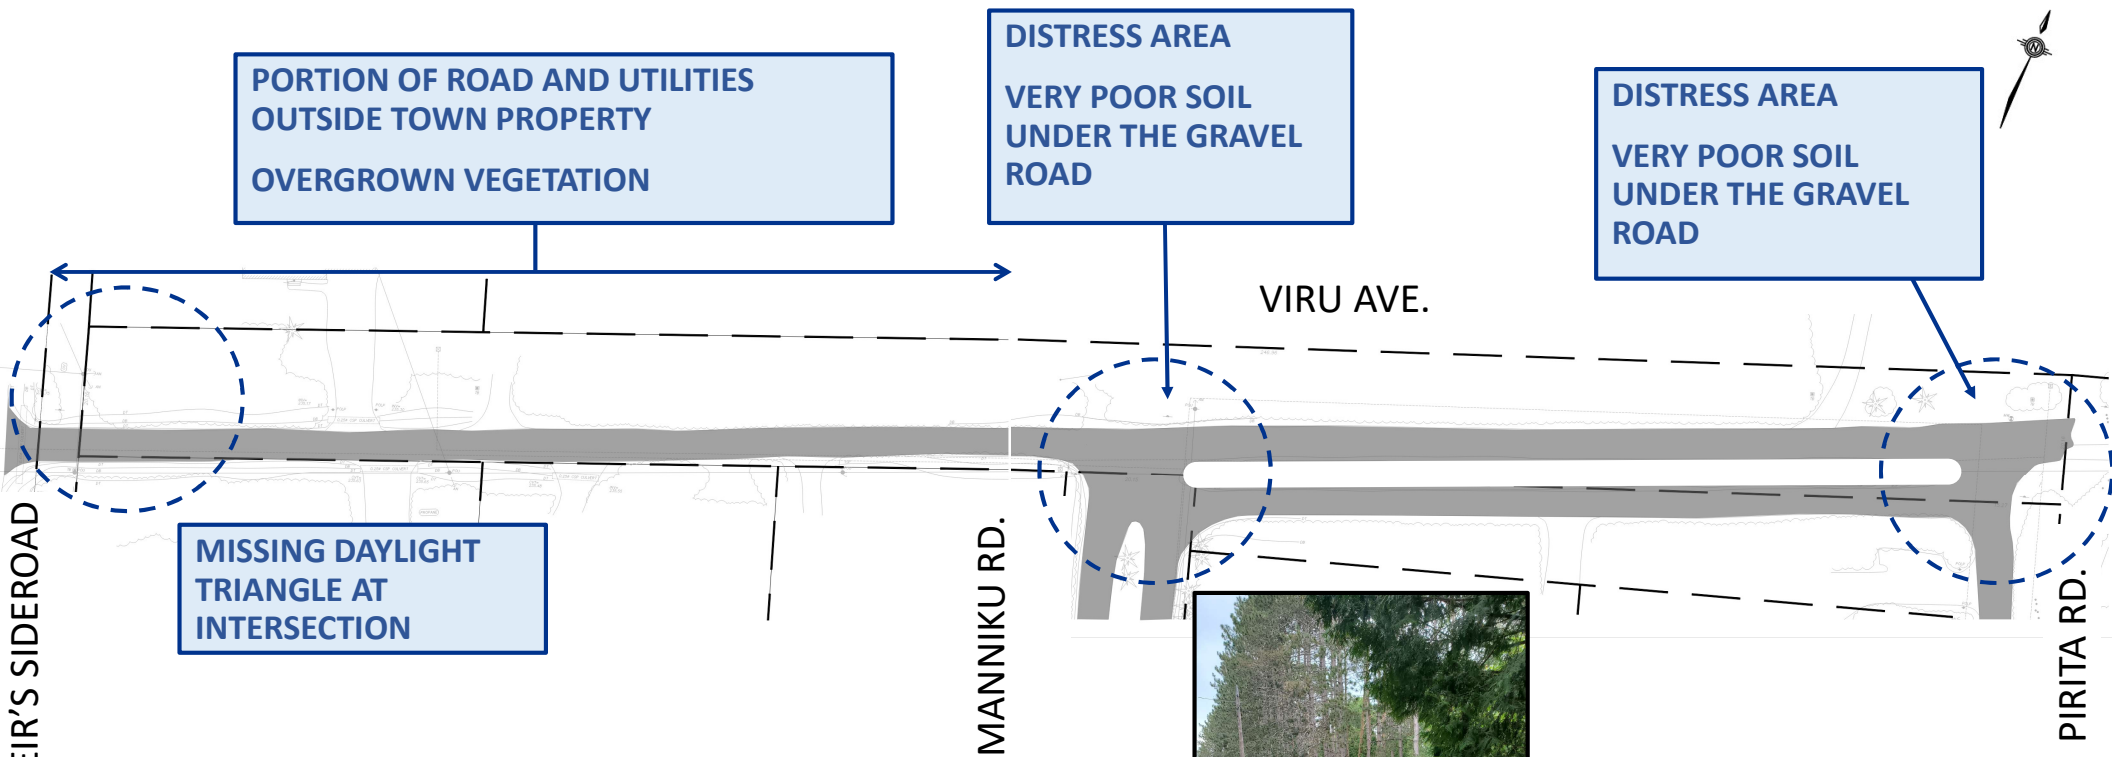 PORTION OF ROAD AND UTILITIES
OUTSIDE TOWN PROPERTY
OVERGROWN VEGETATION
DISTRESS AREA
VERY POOR SOIL
UNDER THE GRAVEL
ROAD
DISTRESS AREA
VERY POOR SOIL
UNDER THE GRAVEL
ROAD
N
VIRU AVE.
MISSING DAYLIGHT
TRIANGLE AT
INTERSECTION
EIR'S SIDEROAD
MANNIKU RD.
PIRITA RD.